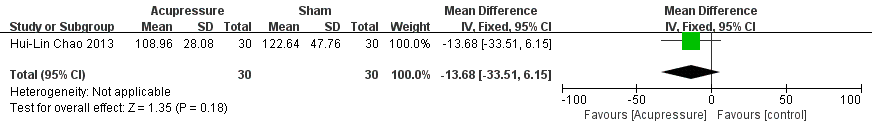 Acupressure Sham Mean Difference Mean Difference
Study or Subgroup Mean SD Total Mean SD Total Weight IV, Fixed, 95% CI IV, Fixed, 95% CI
Hui-Lin Chao 2013 108.96 28.08 30 122.64 47.76 30 100.0% -13.68 [-33.51, 6.15]
Total (95% CI) 30 30 100.0% -13.68 [-33.51, 6.15]
Heterogeneity: Not applicable
Test for overall effect: Z = 1.35 (P = 0.18)
-100 -50 0 50 100
Favours [Acupressure] Favours [control]